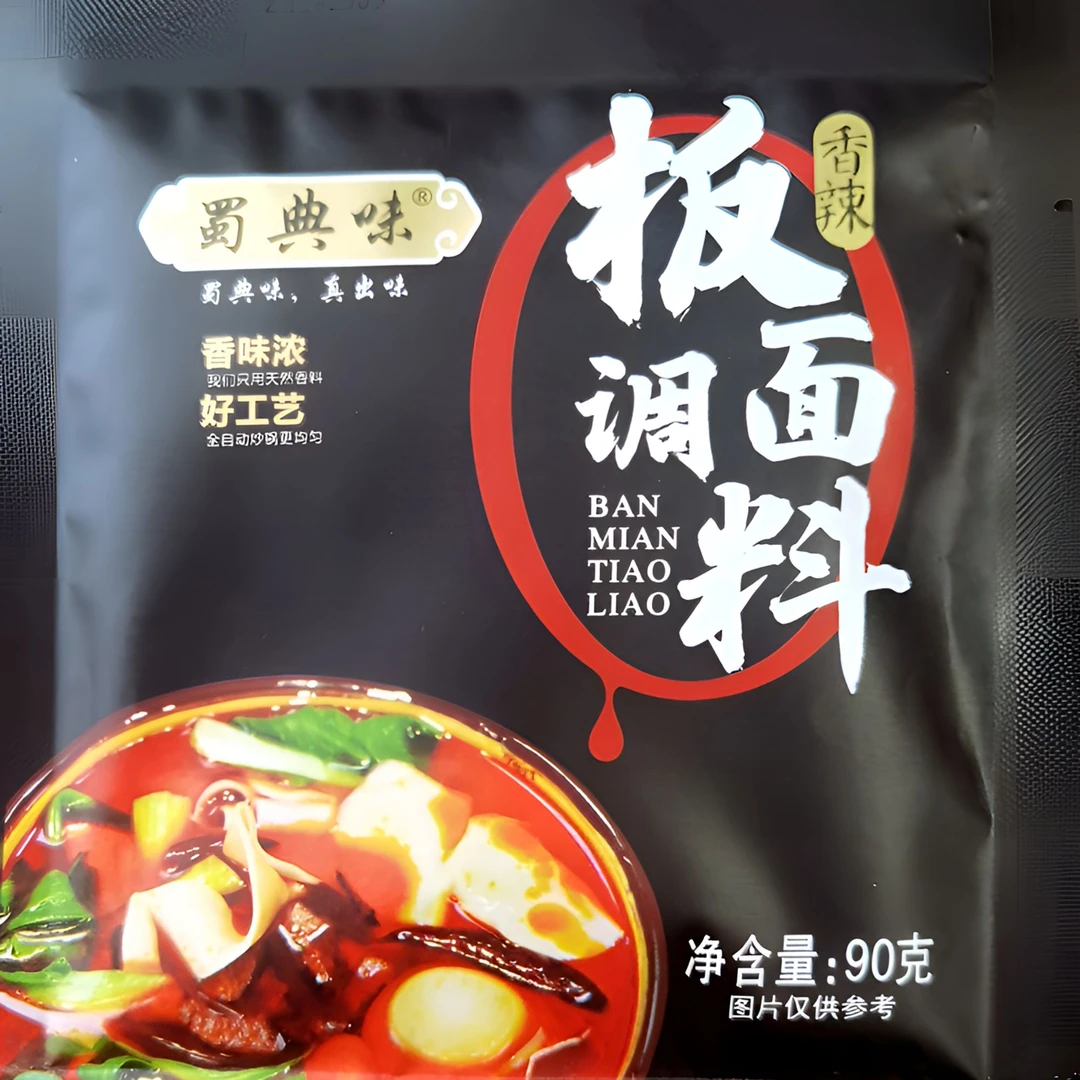 蜀典味®
蜀典味，真出味
香味浓
我们只用天然香料
好工艺
全自动炒锅更均匀
香辣
板面
调料
BAN
MIAN
TIAO
LIAO
净含量:90克
图片仅供参考